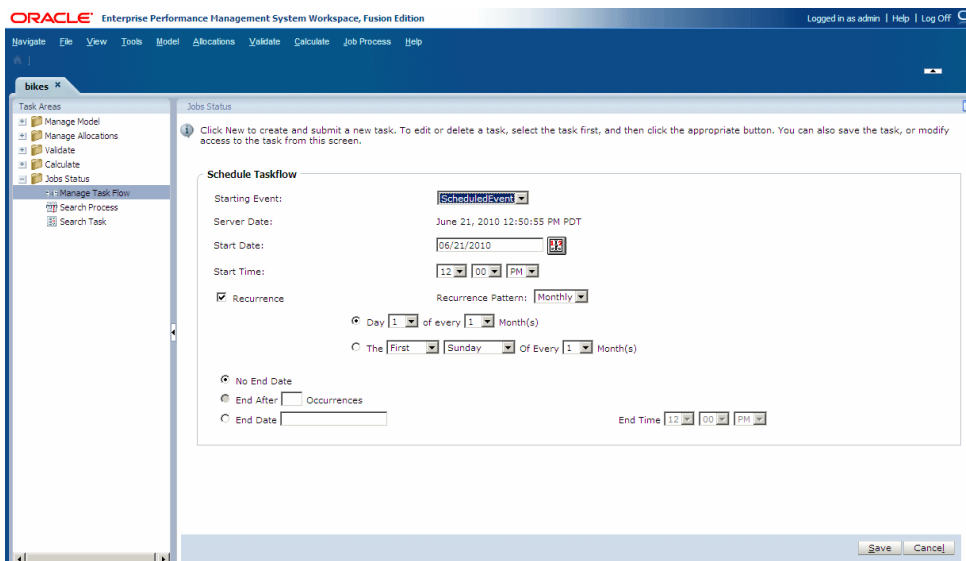 ORACLE Enterprise Performance Management System Workspace, Fusion Edition
Logged in as admin | Help | Log Off
Navigate File View Tools Model Allocations Validate Calculate Job Process Help
bikes ×
Task Areas
Manage Model
Manage Allocations
Validate
Calculate
Jobs Status
Manage Task Flow
Search Process
Search Task
Jobs Status
Click New to create and submit a new task. To edit or delete a task, select the task first, and then click the appropriate button. You can also save the task, or modify
access to the task from this screen.
Schedule Taskflow
Starting Event: ScheduledEvent
Server Date: June 21, 2010 12:50:55 PM PDT
Start Date: 06/21/2010
Start Time: 12 00 PM
Recurrence Recurrence Pattern: Monthly
Day 1 of every 1 Month(s)
The First Sunday Of Every 1 Month(s)
No End Date
End After Occurrences
End Date End Time 12 00 PM
Save Cancel